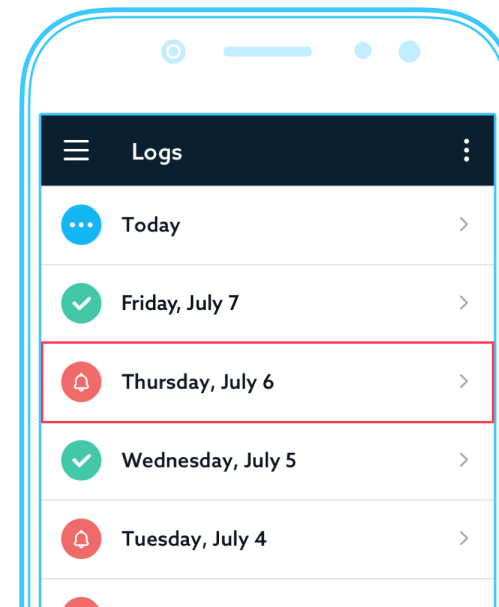 Logs
Today
Friday, July 7
Thursday, July 6
Wednesday, July 5
Tuesday, July 4